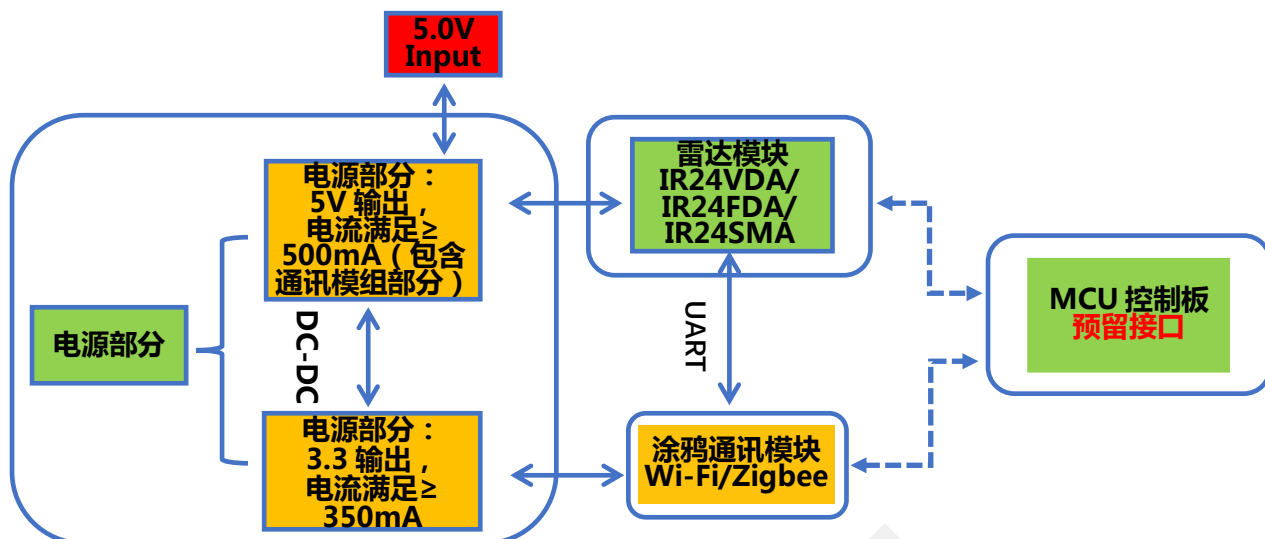 5.0V
Input
电源部分：
5V 输出，
电流满足≥
500mA（包含
通讯模组部分）
雷达模块
IR24VDA/
IR24FDA/
IR24SMA
MCU 控制板
预留接口
电源部分
DC-DC
UART
电源部分：
3.3 输出，
电流满足≥
350mA
涂鸦通讯模块
Wi-Fi/Zigbee